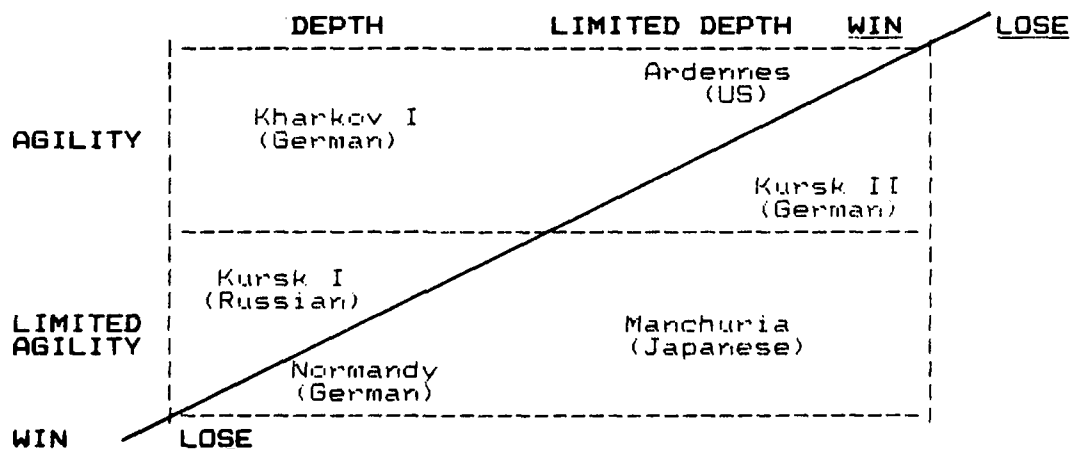 DEPTH LIMITED DEPTH WIN LOSE
Ardennes
(US)
Kharkov I
AGILITY (German)
Kursk II
(German)
Kursk I
(Russian)
LIMITED Manchuria
AGILITY (Japanese)
Normandy
(German)
WIN LOSE